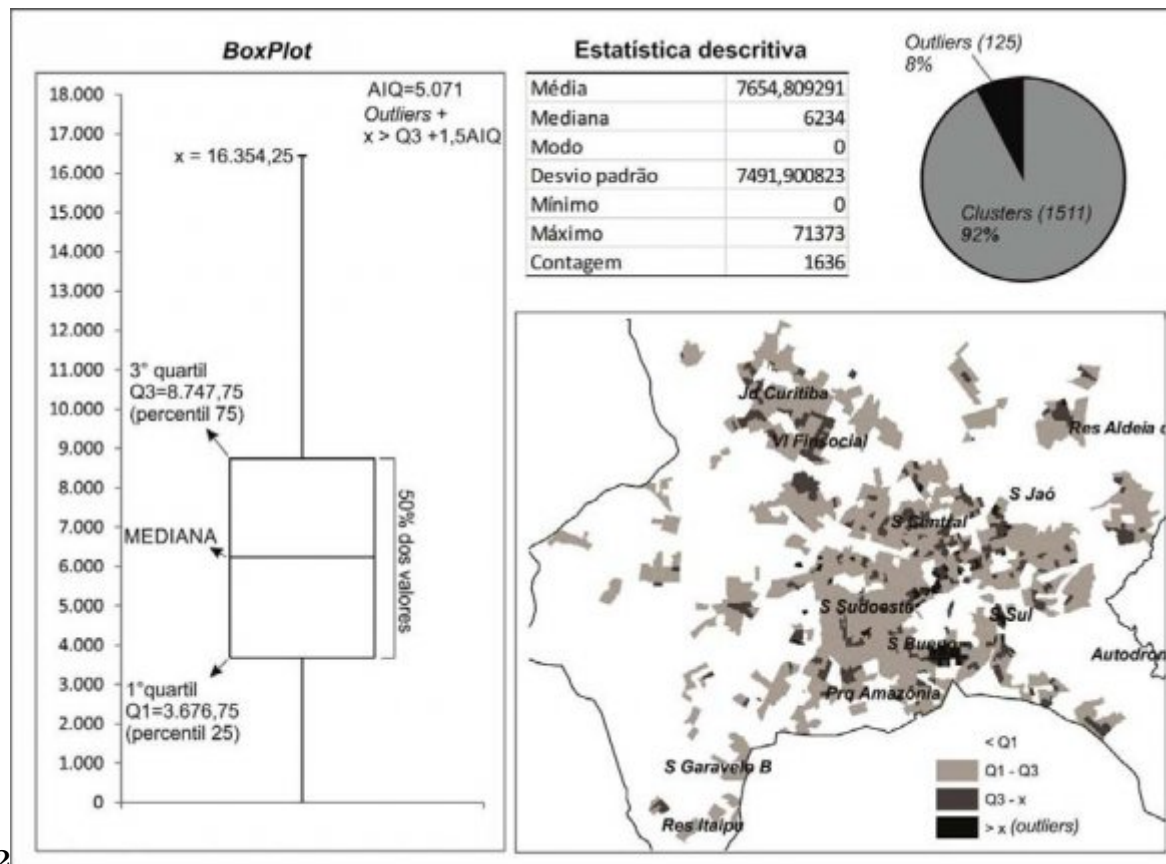 BoxPlot
AIQ=5.071
Outliers +
x > Q3 +1,5AIQ
18.000
17.000
16.000
15.000
14.000
13.000
12.000
11.000
10.000
9.000
8.000
7.000
6.000
5.000
4.000
3.000
2.000
1.000
0
x = 16.354,25
3° quartil
Q3=8.747,75
(percentil 75)
MEDIANA
50% dos valores
1°quartil
Q1=3.676,75
(percentil 25)
Estatística descritiva
Média 7654,809291
Mediana 6234
Modo 0
Desvio padrão 7491,900823
Mínimo 0
Máximo 71373
Contagem 1636
Outliers (125)
8%
Clusters (1511)
92%
Jd Curitiba
Vl Finsocial
Res Aldeia d
S Jaó
S Central
S Sudoeste
S Sul
S Bueno
Autodrom
Prq Amazônia
S Garavelo B
Res Itaipu
< Q1
Q1 - Q3
Q3 - x
> x (outliers)
2